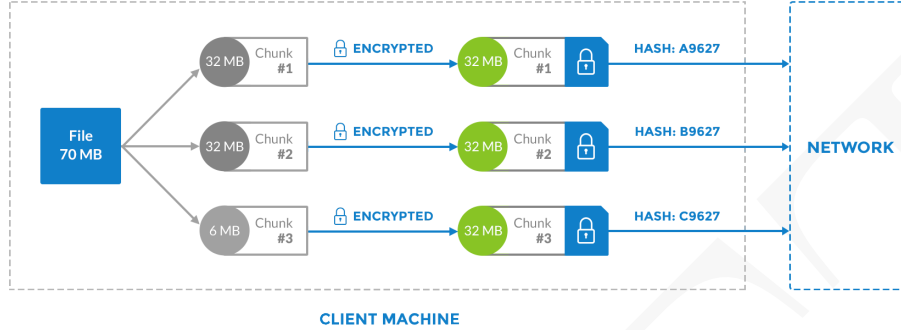 32 MB
Chunk
#1
ENCRYPTED
32 MB
Chunk
#1
HASH: A9627
File
70 MB
32 MB
Chunk
#2
ENCRYPTED
32 MB
Chunk
#2
HASH: B9627
NETWORK
6 MB
Chunk
#3
ENCRYPTED
32 MB
Chunk
#3
HASH: C9627
CLIENT MACHINE